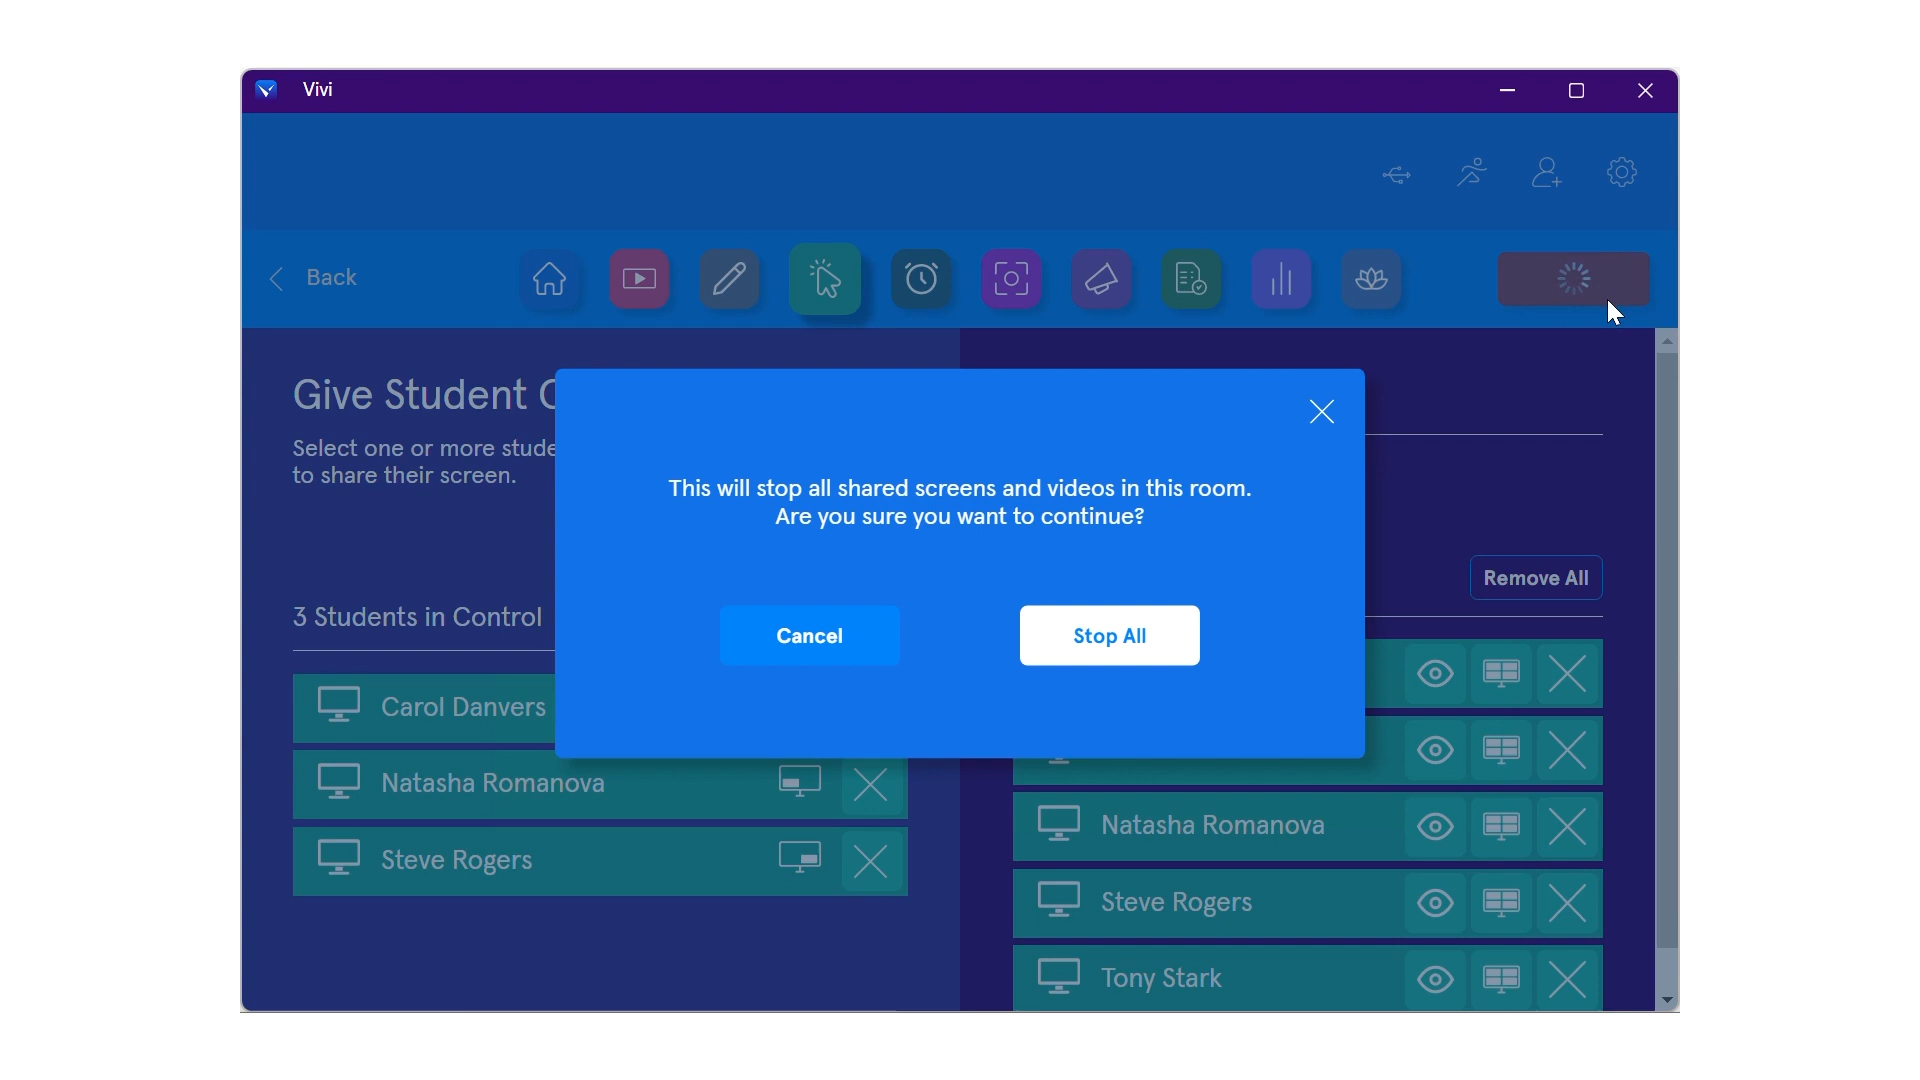 Vivi
Back
Give Student
Select one or more
to share their screen.
This will stop all shared screens and videos in this room.
Are you sure you want to continue?
Remove All
Cancel
Stop All
3 Students in Control
Carol Danvers
Natasha Romanova
Steve Rogers
Natasha Romanova
Steve Rogers
Tony Stark